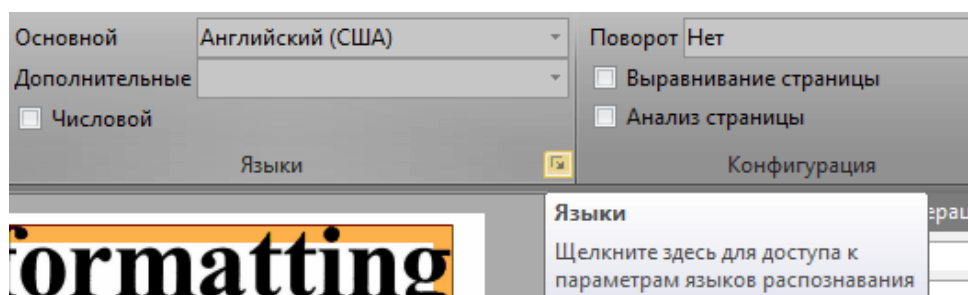 Основной Английский (США)
Дополнительные
Числовой
Языки
Поворот Нет
Выравнивание страницы
Анализ страницы
Конфигурация
formatting
Языки
Щелкните здесь для доступа к
параметрам языков распознавания